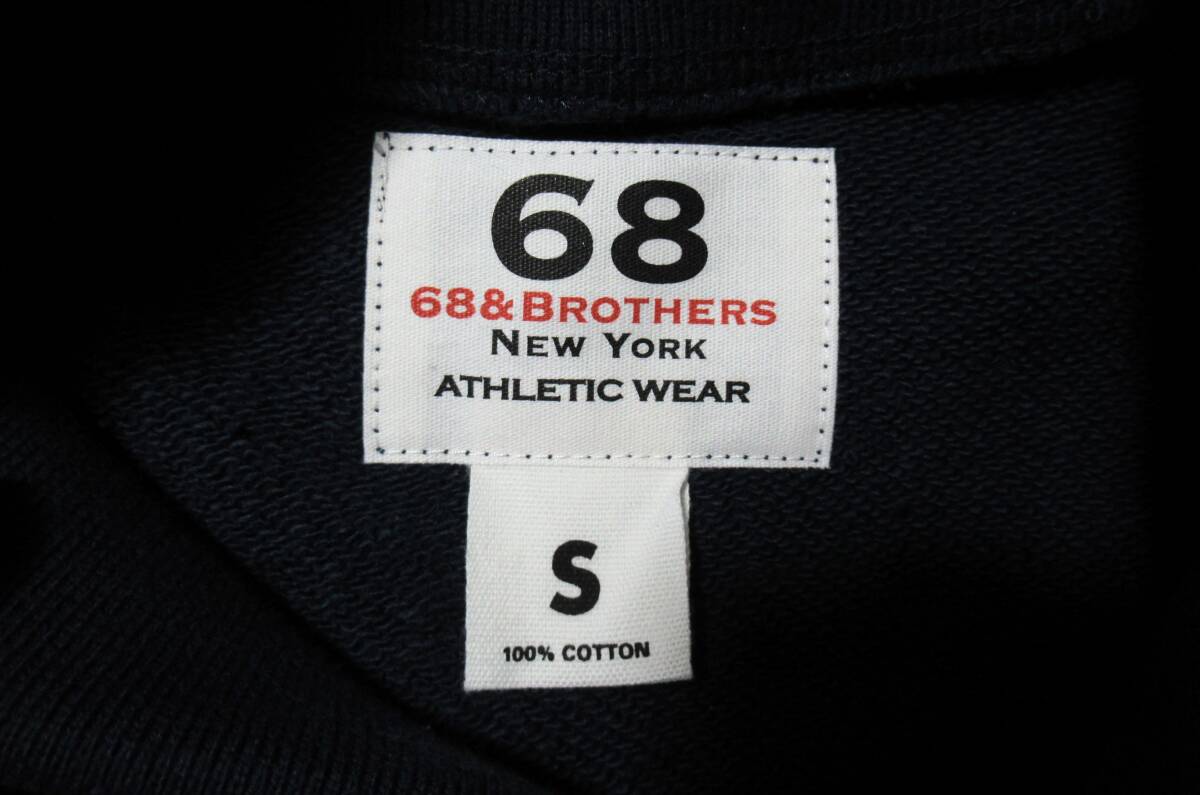 68
68&BROTHERS
NEW YORK
ATHLETIC WEAR
S
100% COTTON